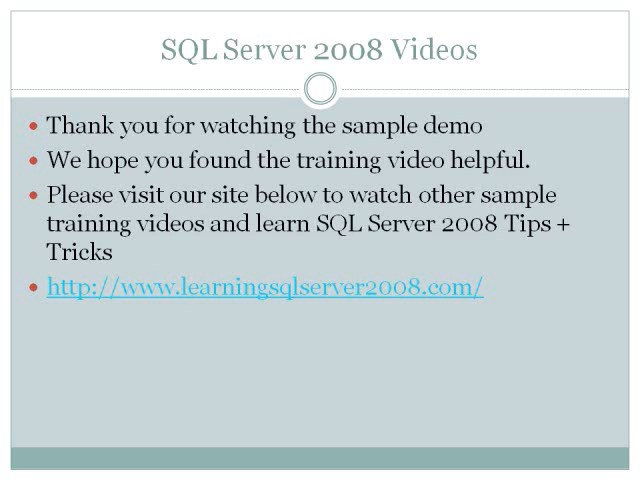 SQL Server 2008 Videos
• Thank you for watching the sample demo
• We hope you found the training video helpful.
• Please visit our site below to watch other sample
training videos and learn SQL Server 2008 Tips +
Tricks
• http://www.learningsqlserver2008.com/